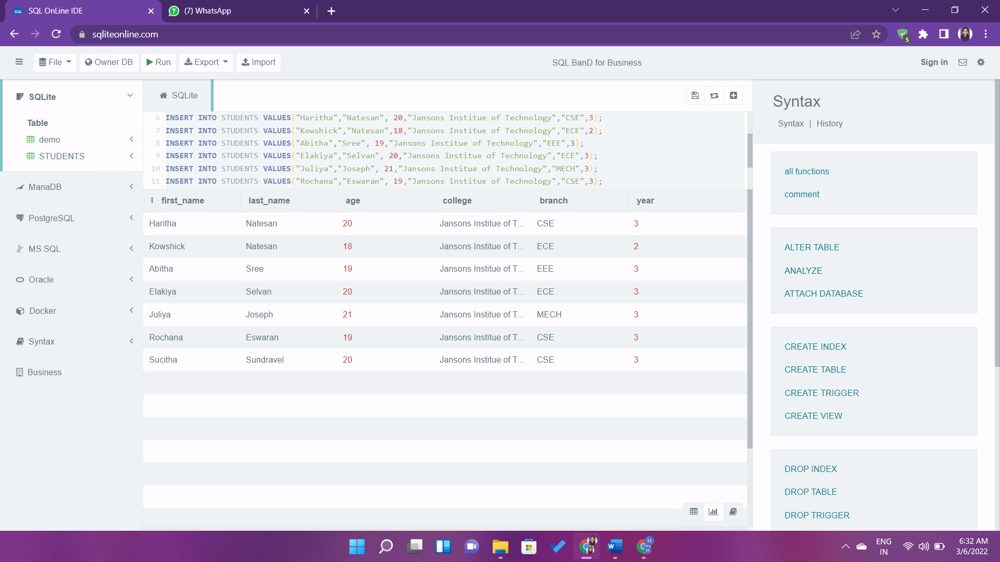 SQL OnLine IDE
(7) WhatsApp
sqliteonline.com
5
File
Owner DB
Run
Export
Import
SQL.BanD for Business
Sign in
SQLite
Table
demo
STUDENTS
MariaDB
PostgreSQL
MS SQL
Oracle
Docker
Syntax
Business
SQLite
6 INSERT INTO STUDENTS VALUES("Haritha","Natesan", 20,"Jansons Institue of Technology","CSE",3);
7 INSERT INTO STUDENTS VALUES("Kowshick","Natesan",18,"Jansons Institue of Technology","ECE",2);
8 INSERT INTO STUDENTS VALUES("Abitha","Sree", 19,"Jansons Institue of Technology","EEE",3);
9 INSERT INTO STUDENTS VALUES("Elakiya","Selvan", 20,"Jansons Institue of Technology","ECE",3);
10 INSERT INTO STUDENTS VALUES("Juliya","Joseph", 21,"Jansons Institue of Technology","MECH",3);
11 INSERT INTO STUDENTS VALUES("Rochana","Eswaran", 19,"Jansons Institue of Technology","CSE",3);
first_name last_name age college branch year
Haritha Natesan 20 Jansons Institue of T... CSE 3
Kowshick Natesan 18 Jansons Institue of T... ECE 2
Abitha Sree 19 Jansons Institue of T... EEE 3
Elakiya Selvan 20 Jansons Institue of T... ECE 3
Juliya Joseph 21 Jansons Institue of T... MECH 3
Rochana Eswaran 19 Jansons Institue of T... CSE 3
Sucitha Sundravel 20 Jansons Institue of T... CSE 3
Syntax
Syntax | History
all functions
comment
ALTER TABLE
ANALYZE
ATTACH DATABASE
CREATE INDEX
CREATE TABLE
CREATE TRIGGER
CREATE VIEW
DROP INDEX
DROP TABLE
DROP TRIGGER
ENG
IN
6:32 AM
3/6/2022